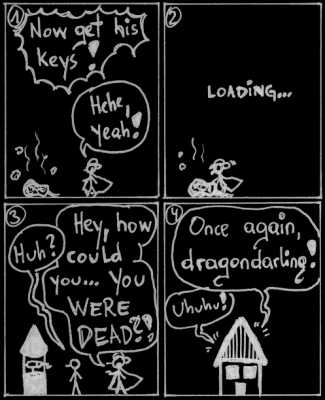 1
Now get his
keys!
Hehe,
yeah!
2
LOADING...
3
Huh?
Hey, how
could
you... You
WERE
DEAD?!
4
Once again,
dragondarling!
Uhuhu!